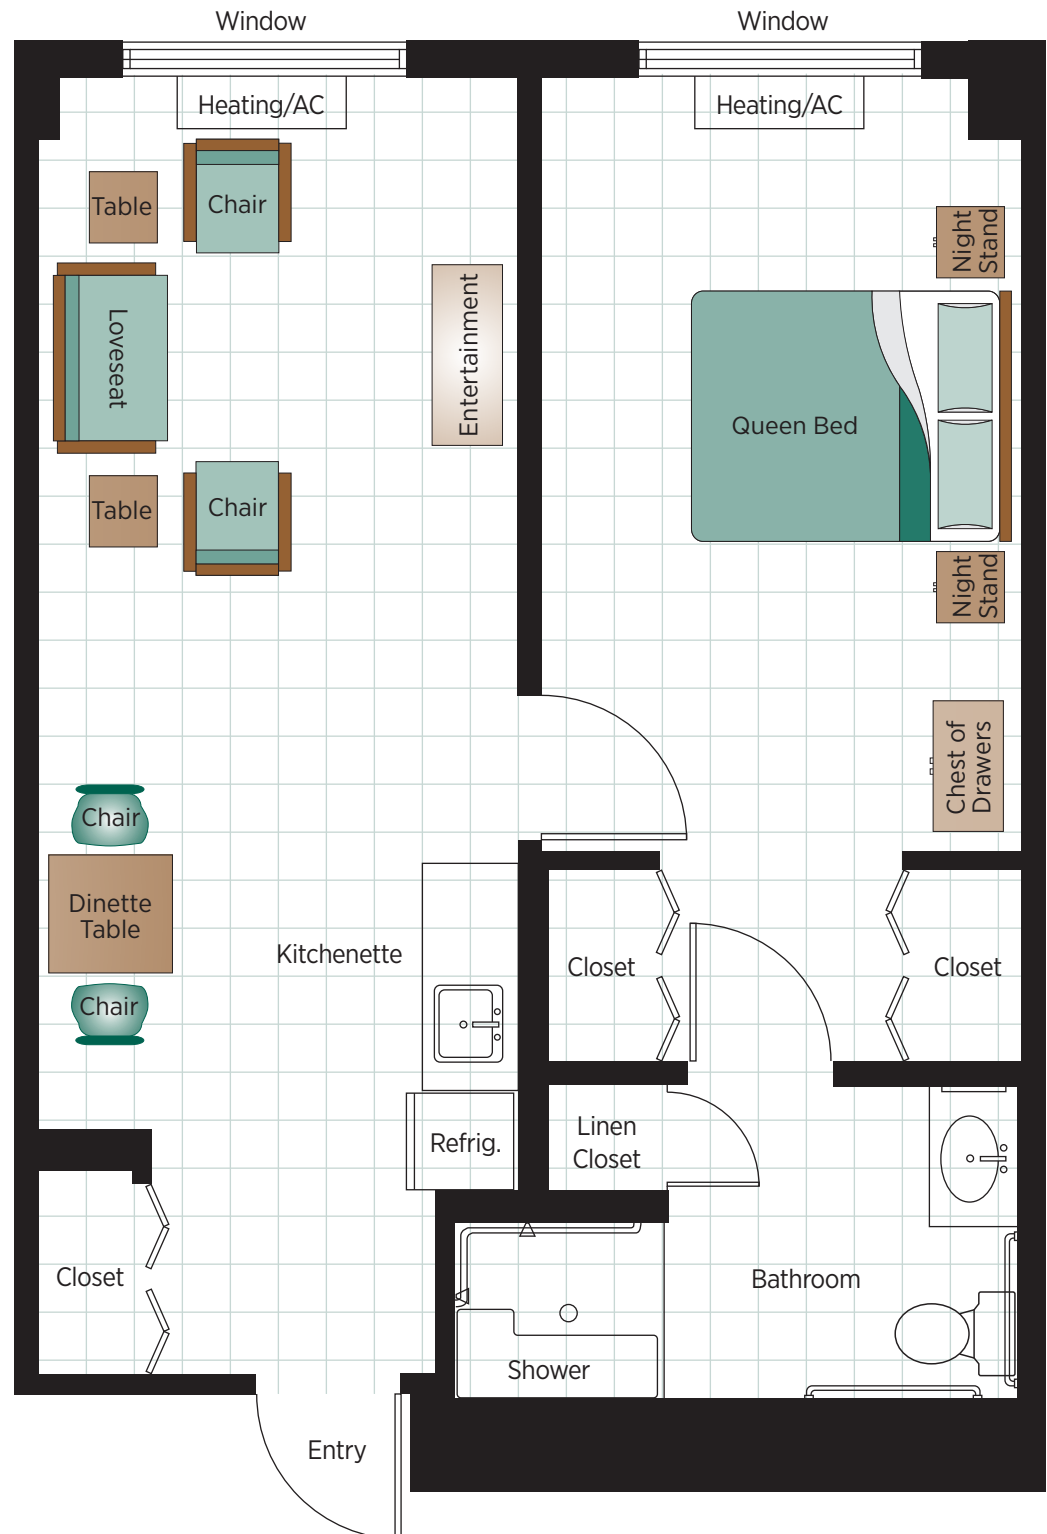 Window
Window
Heating/AC
Heating/AC
Table
Chair
Night
Stand
Loveseat
Entertainment
Queen Bed
Table
Chair
Night
Stand
Chest of
Drawers
Chair
Dinette
Table
Kitchenette
Closet
Closet
Chair
Refrig.
Linen
Closet
Closet
Bathroom
Shower
Entry